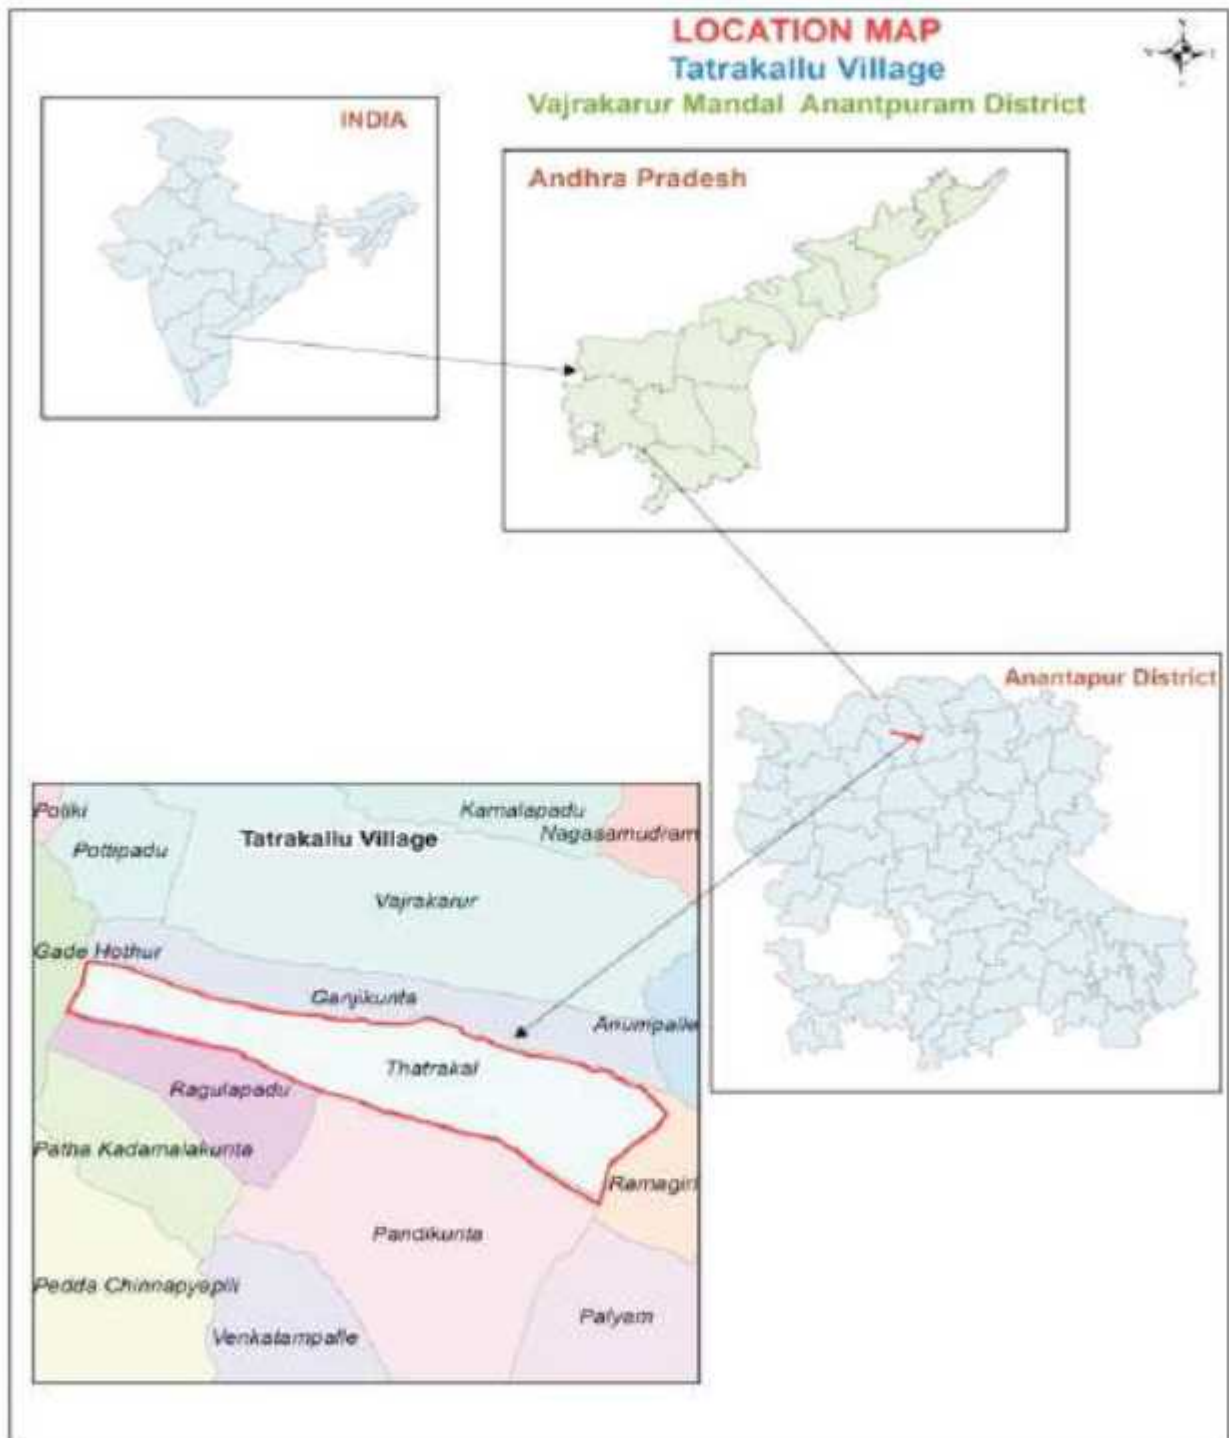 LOCATION MAP
Tatrakallu Village
Vajrakarur Mandal Anantpuram District
INDIA
Andhra Pradesh
Anantapur District
Kamalapadu
Nagasamudram
Tatrakallu Village
Pottipadu
Vajrakarur
Gade Hothur
Ganjikunta
Anumpalle
Thatrakal
Ragulapadu
Patha Kadamalakunta
Ramagiri
Pandikunta
Pedda Chinnapyapili
Palyam
Venkatampalle